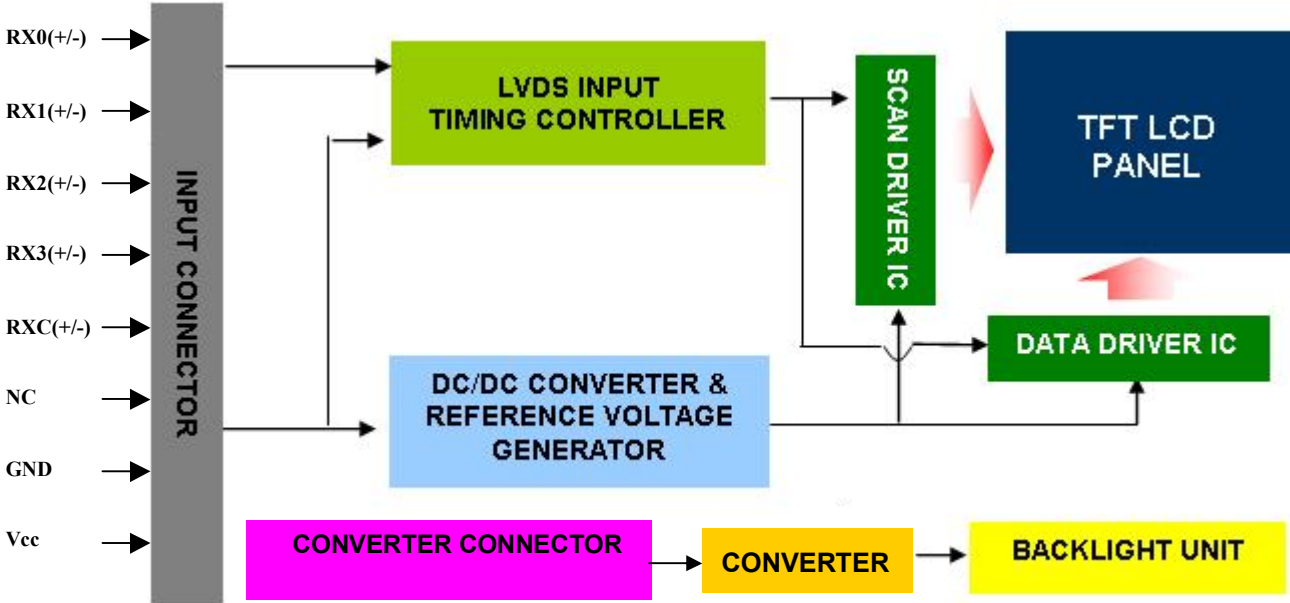 RX0(+/-)
RX1(+/-)
RX2(+/-)
RX3(+/-)
RXC(+/-)
NC
GND
Vcc
INPUT CONNECTOR
LVDS INPUT
TIMING CONTROLLER
SCAN DRIVER IC
TFT LCD
PANEL
DATA DRIVER IC
DC/DC CONVERTER &
REFERENCE VOLTAGE
GENERATOR
CONVERTER CONNECTOR
CONVERTER
BACKLIGHT UNIT